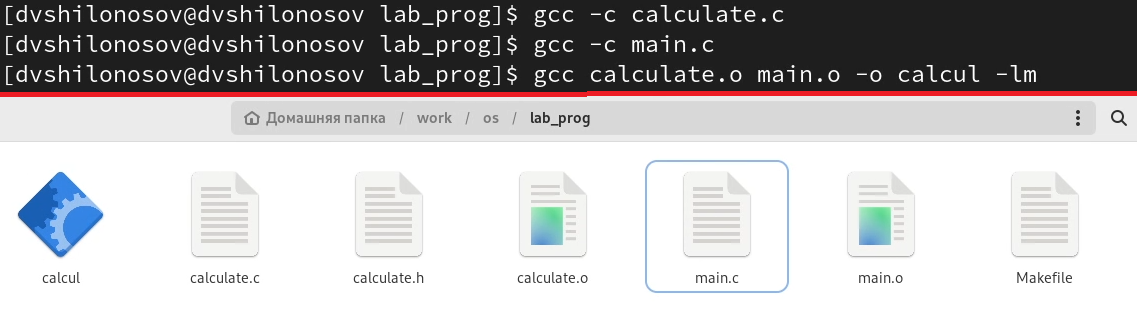 [dvshilonosov@dvshilonosov lab_prog]$ gcc -c calculate.c
[dvshilonosov@dvshilonosov lab_prog]$ gcc -c main.c
[dvshilonosov@dvshilonosov lab_prog]$ gcc calculate.o main.o -o calcul -lm
Домашняя папка / work / os / lab_prog
calcul calculate.c calculate.h calculate.o main.c main.o Makefile